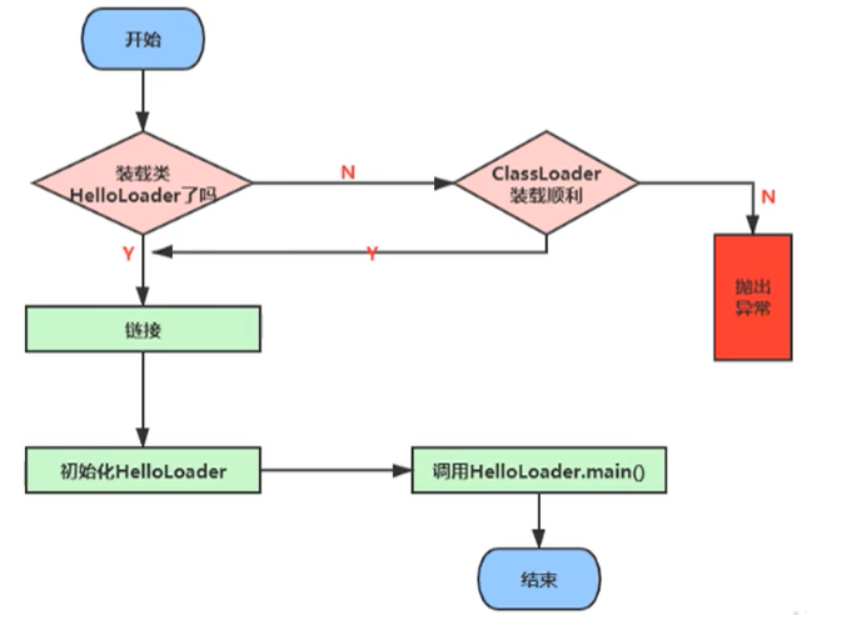 开始
装载类
HelloLoader了吗
N
ClassLoader
装载顺利
N
Y
Y
抛出
异常
链接
初始化HelloLoader
调用HelloLoader.main()
结束